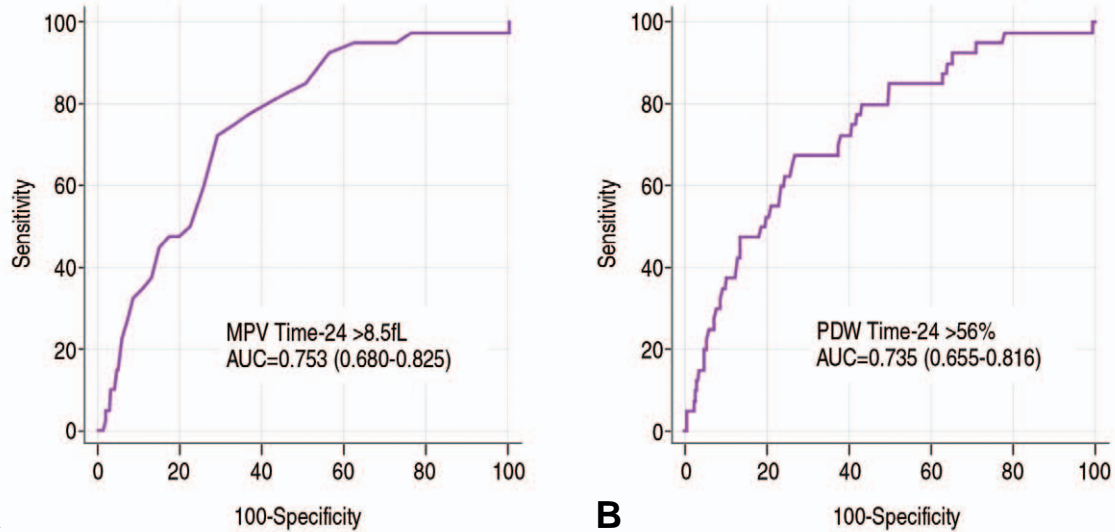 100
80
60
40
20
0
Sensitivity
MPV Time-24 >8.5fL
AUC=0.753 (0.680-0.825)
0 20 40 60 80 100
100-Specificity
100
80
60
40
20
0
Sensitivity
PDW Time-24 >56%
AUC=0.735 (0.655-0.816)
0 20 40 60 80 100
100-Specificity
B